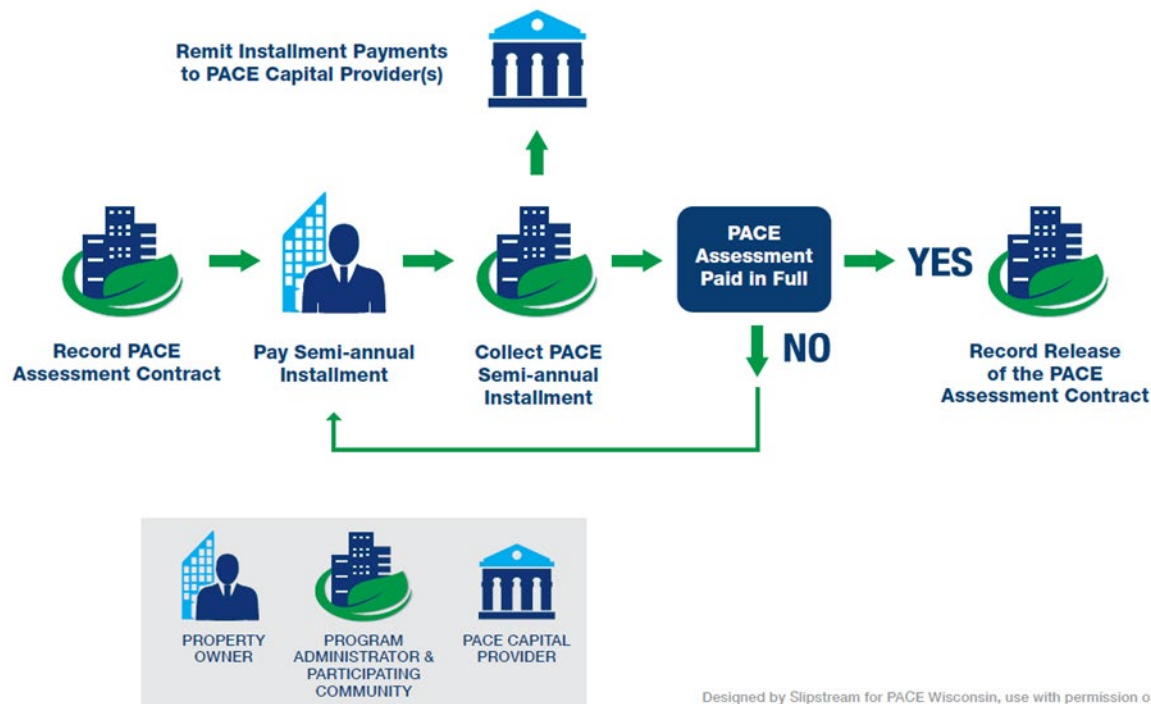 Remit Installment Payments
to PACE Capital Provider(s)
PACE
Assessment
Paid in Full
YES
NO
Record PACE
Assessment Contract
Pay Semi-annual
Installment
Collect PACE
Semi-annual
Installment
Record Release
of the PACE
Assessment Contract
PROPERTY
OWNER
PROGRAM
ADMINISTRATOR &
PARTICIPATING
COMMUNITY
PACE CAPITAL
PROVIDER
Designed by Slipstream for PACE Wisconsin, use with permission o